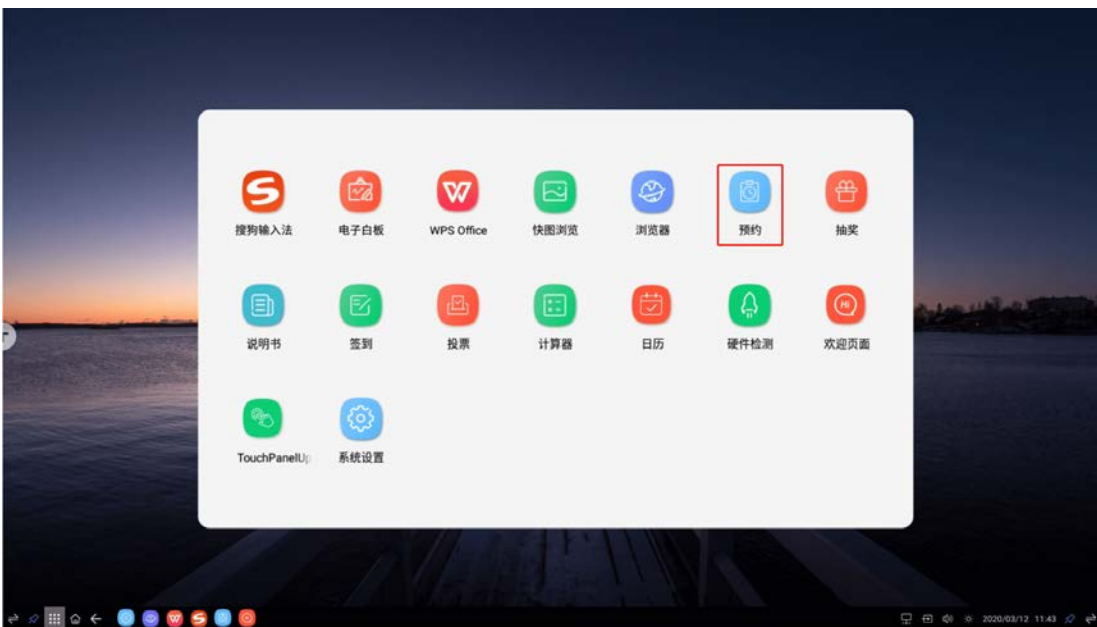 搜狗输入法 电子白板 WPS Office 快图浏览 浏览器 预约 抽奖
说明书 签到 投票 计算器 日历 硬件检测 欢迎页面
Hi
TouchPanelUp 系统设置
2020/03/12 11:43